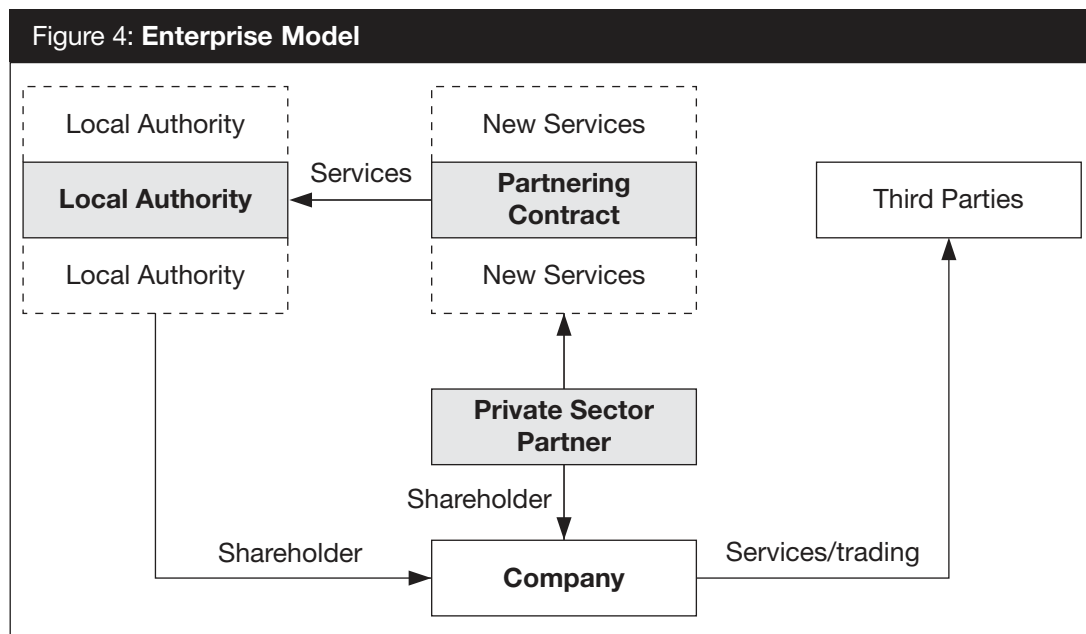 Figure 4: Enterprise Model
Local Authority
New Services
Services
Local Authority
Partnering
Contract
Third Parties
Local Authority
New Services
Private Sector
Partner
Shareholder
Shareholder
Company
Services/trading